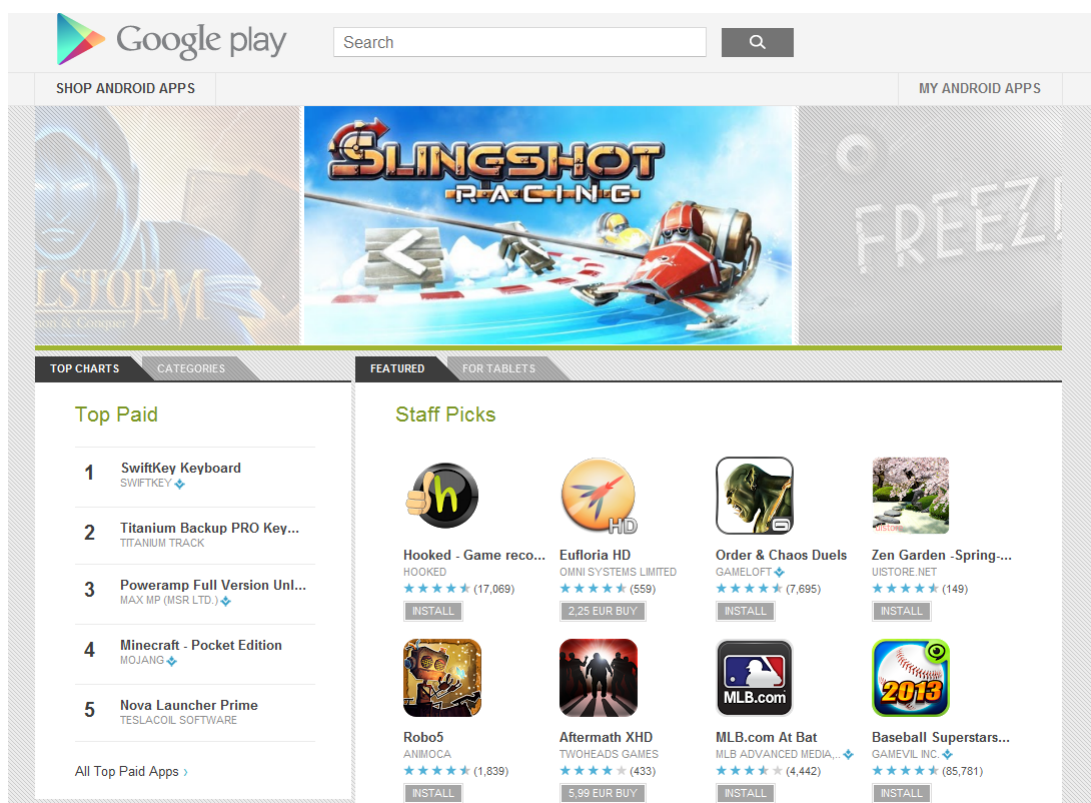 Google play
Search
SHOP ANDROID APPS
MY ANDROID APPS
SLINGSHOT
RACING
LSTORM
& Conquer
FREEZ
TOP CHARTS
CATEGORIES
FEATURED
FOR TABLETS
Top Paid
1
SwiftKey Keyboard
SWIFTKEY
2
Titanium Backup PRO Key...
TITANIUM TRACK
3
Poweramp Full Version Unl...
MAX MP (MSR LTD.)
4
Minecraft - Pocket Edition
MOJANG
5
Nova Launcher Prime
TESLACOIL SOFTWARE
All Top Paid Apps ›
Staff Picks
h
HD
Hooked - Game reco... Eufloria HD Order & Chaos Duels Zen Garden -Spring-...
HOOKED OMNI SYSTEMS LIMITED GAMELOFT UISTORE.NET
(17,069) (559) (7,695) (149)
INSTALL 2,25 EUR BUY INSTALL INSTALL
MLB.com
2013
Robo5 Aftermath XHD MLB.com At Bat Baseball Superstars...
ANIMOCA TWOHEADS GAMES MLB ADVANCED MEDIA,... GAMEVIL INC.
(1,839) (433) (4,442) (85,781)
INSTALL 5,99 EUR BUY INSTALL INSTALL